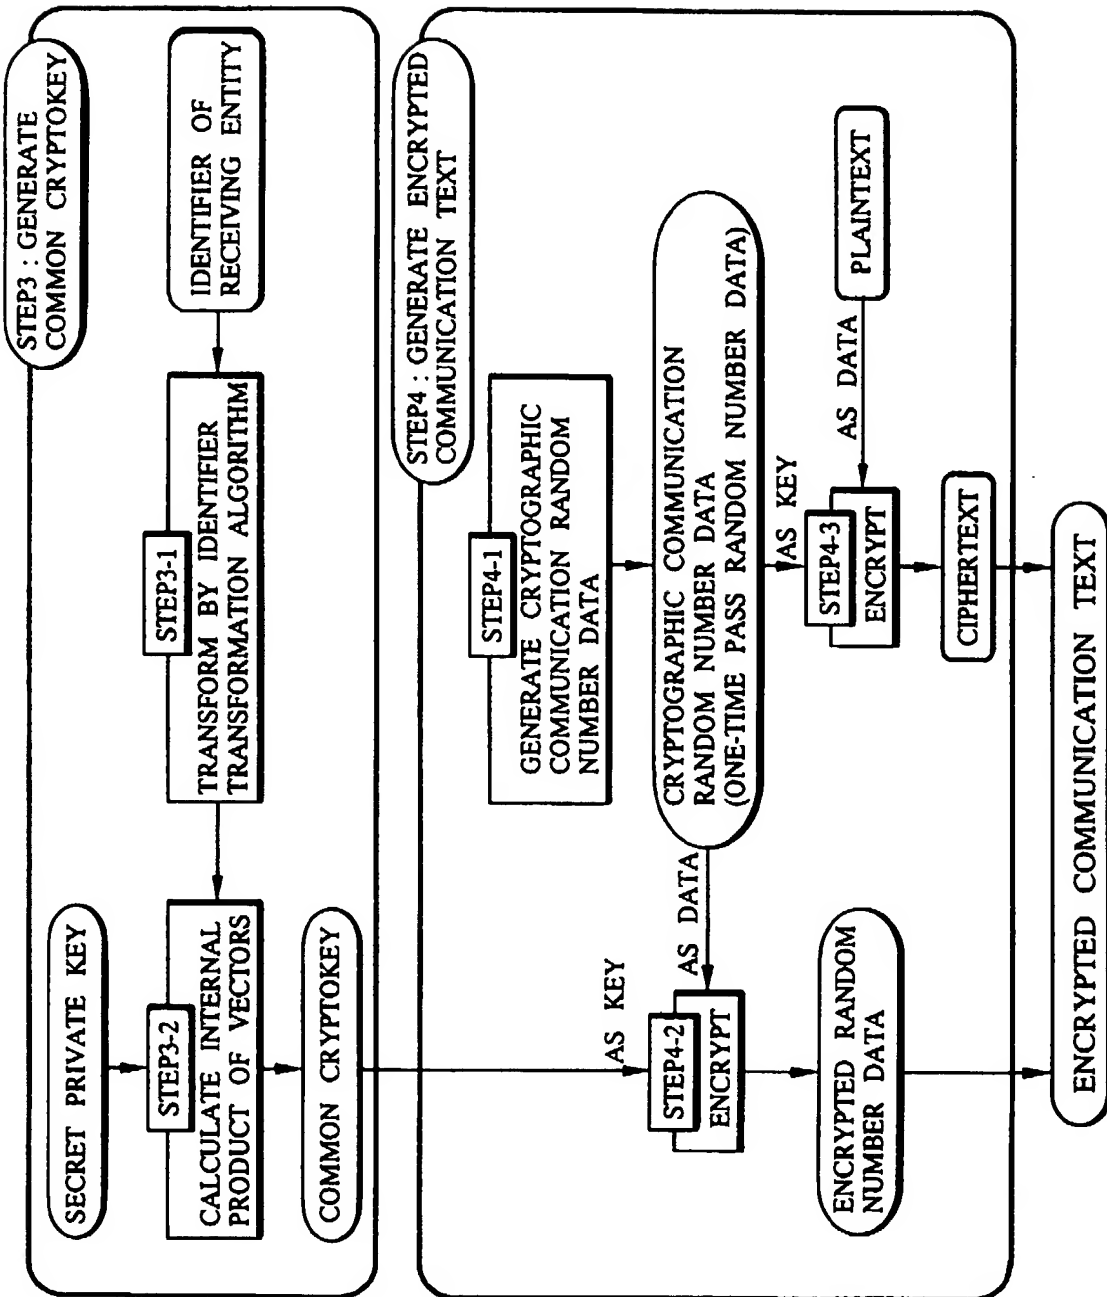 STEP3 : GENERATE
COMMON CRYPTOKEY
SECRET PRIVATE KEY
STEP3-2
CALCULATE INTERNAL
PRODUCT OF VECTORS
COMMON CRYPTOKEY
STEP3-1
TRANSFORM BY IDENTIFIER
TRANSFORMATION ALGORITHM
IDENTIFIER OF
RECEIVING ENTITY
STEP4 : GENERATE ENCRYPTED
COMMUNICATION TEXT
STEP4-1
GENERATE CRYPTOGRAPHIC
COMMUNICATION RANDOM
NUMBER DATA
CRYPTOGRAPHIC COMMUNICATION
RANDOM NUMBER DATA
(ONE-TIME PASS RANDOM NUMBER DATA)
AS KEY
AS DATA
STEP4-2
ENCRYPT
ENCRYPTED RANDOM
NUMBER DATA
AS KEY
AS DATA
PLAINTEXT
STEP4-3
ENCRYPT
CIPHERTEXT
ENCRYPTED COMMUNICATION TEXT